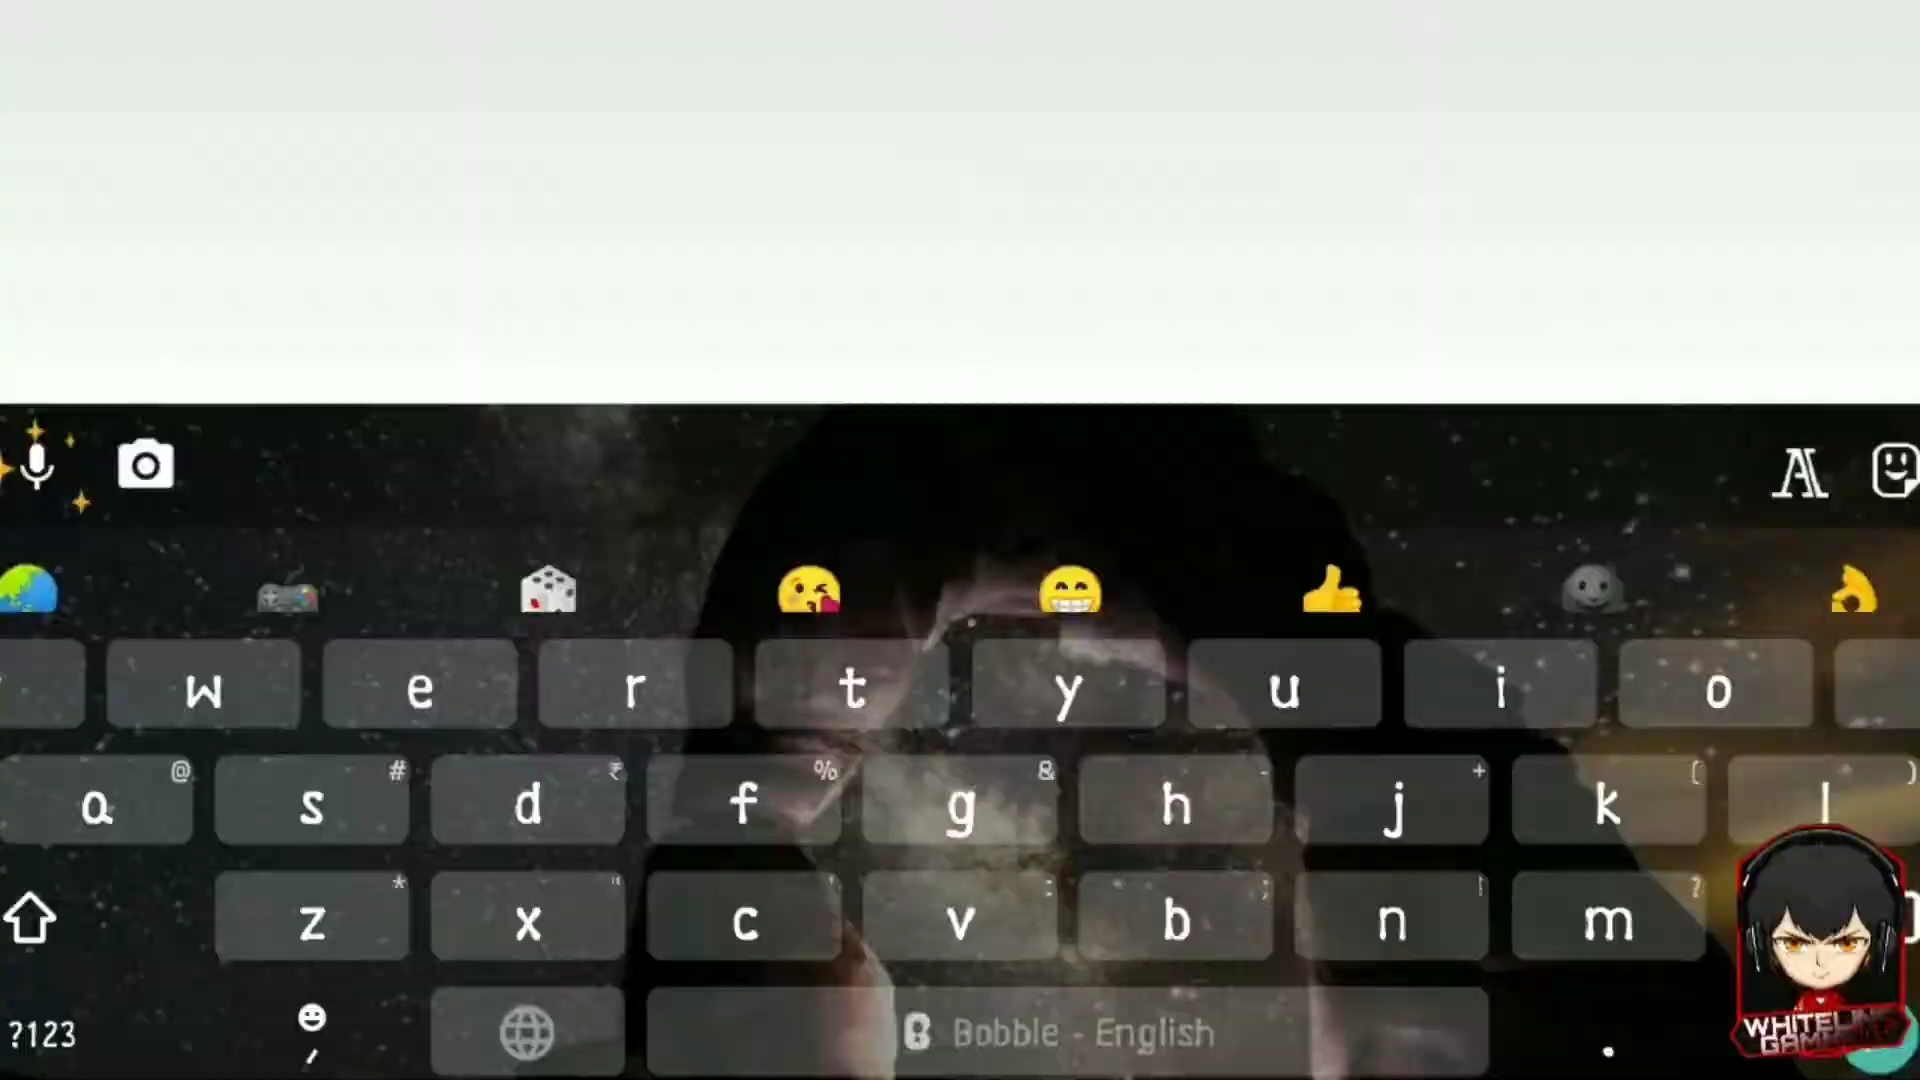 A
w e r t y u i o
@ # ₹ % & - + ( )
a s d f g h j k l
* " ' : ; ! ?
z x c v b n m
?123 , Bobble - English .
WHITELINE